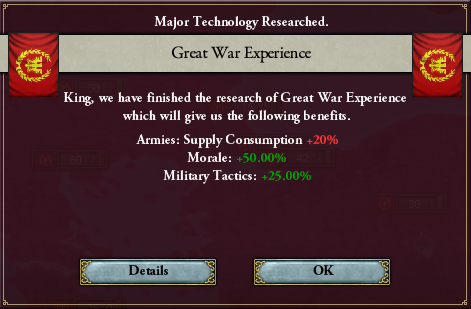 Major Technology Researched.
Great War Experience
King, we have finished the research of Great War Experience
which will give us the following benefits.
Armies: Supply Consumption +20%
Morale: +50.00%
Military Tactics: +25.00%
Details
OK